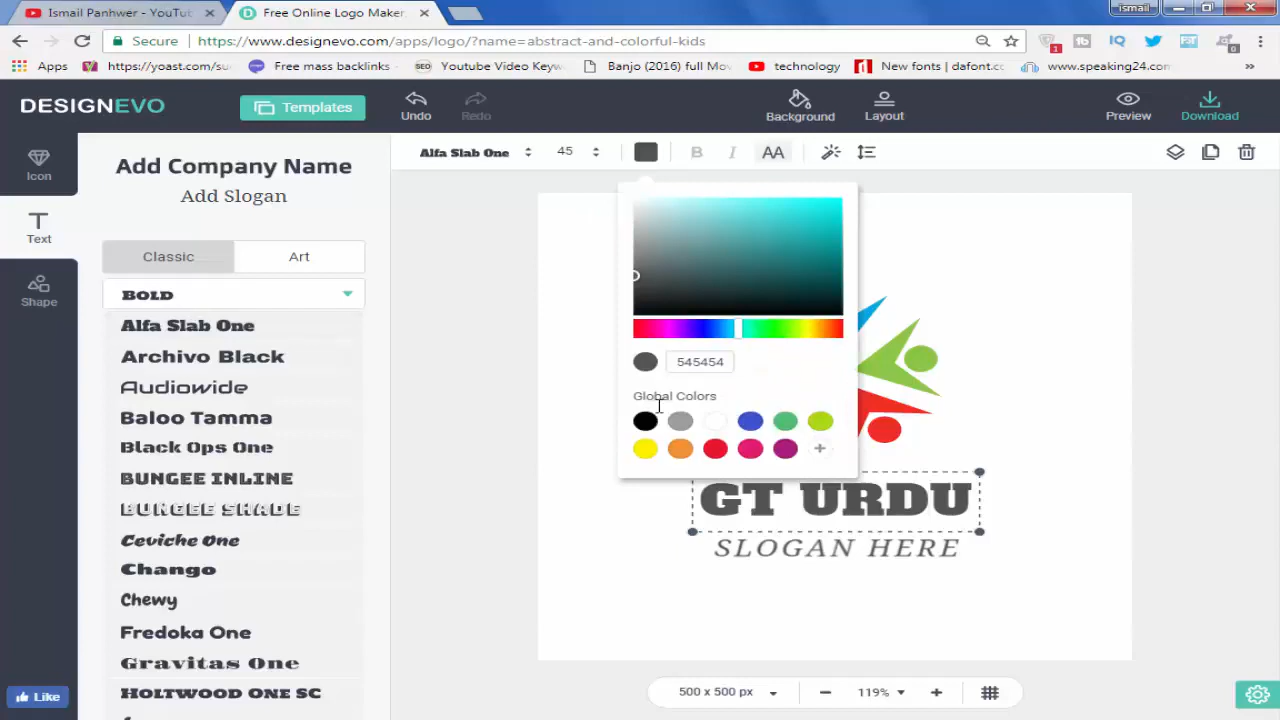 Ismail Panhwer - YouTut
Free Online Logo Maker,
ismail
Secure
https://www.designevo.com/apps/logo/?name=abstract-and-colorful-kids
Apps
https://yoast.com/su
Free mass backlinks
Youtube Video Keyw
Banjo (2016) Full Mov
technology
New fonts | dafont.co
www.speaking24.com
DESIGNEVO
Templates
Undo
Redo
Background
Layout
Preview
Download
Icon
Text
Shape
Add Company Name
Add Slogan
Classic
Art
BOLD
Alfa Slab One
Archivo Black
Audiowide
Baloo Tamma
Black Ops One
BUNGEE INLINE
BUNGEE SHADE
Ceviche One
Chango
Chewy
Fredoka One
Gravitas One
HOLTWOOD ONE SC
Like
Alfa Slab One
45
B
I
AA
545454
Global Colors
GT URDU
SLOGAN HERE
500 x 500 px
119%